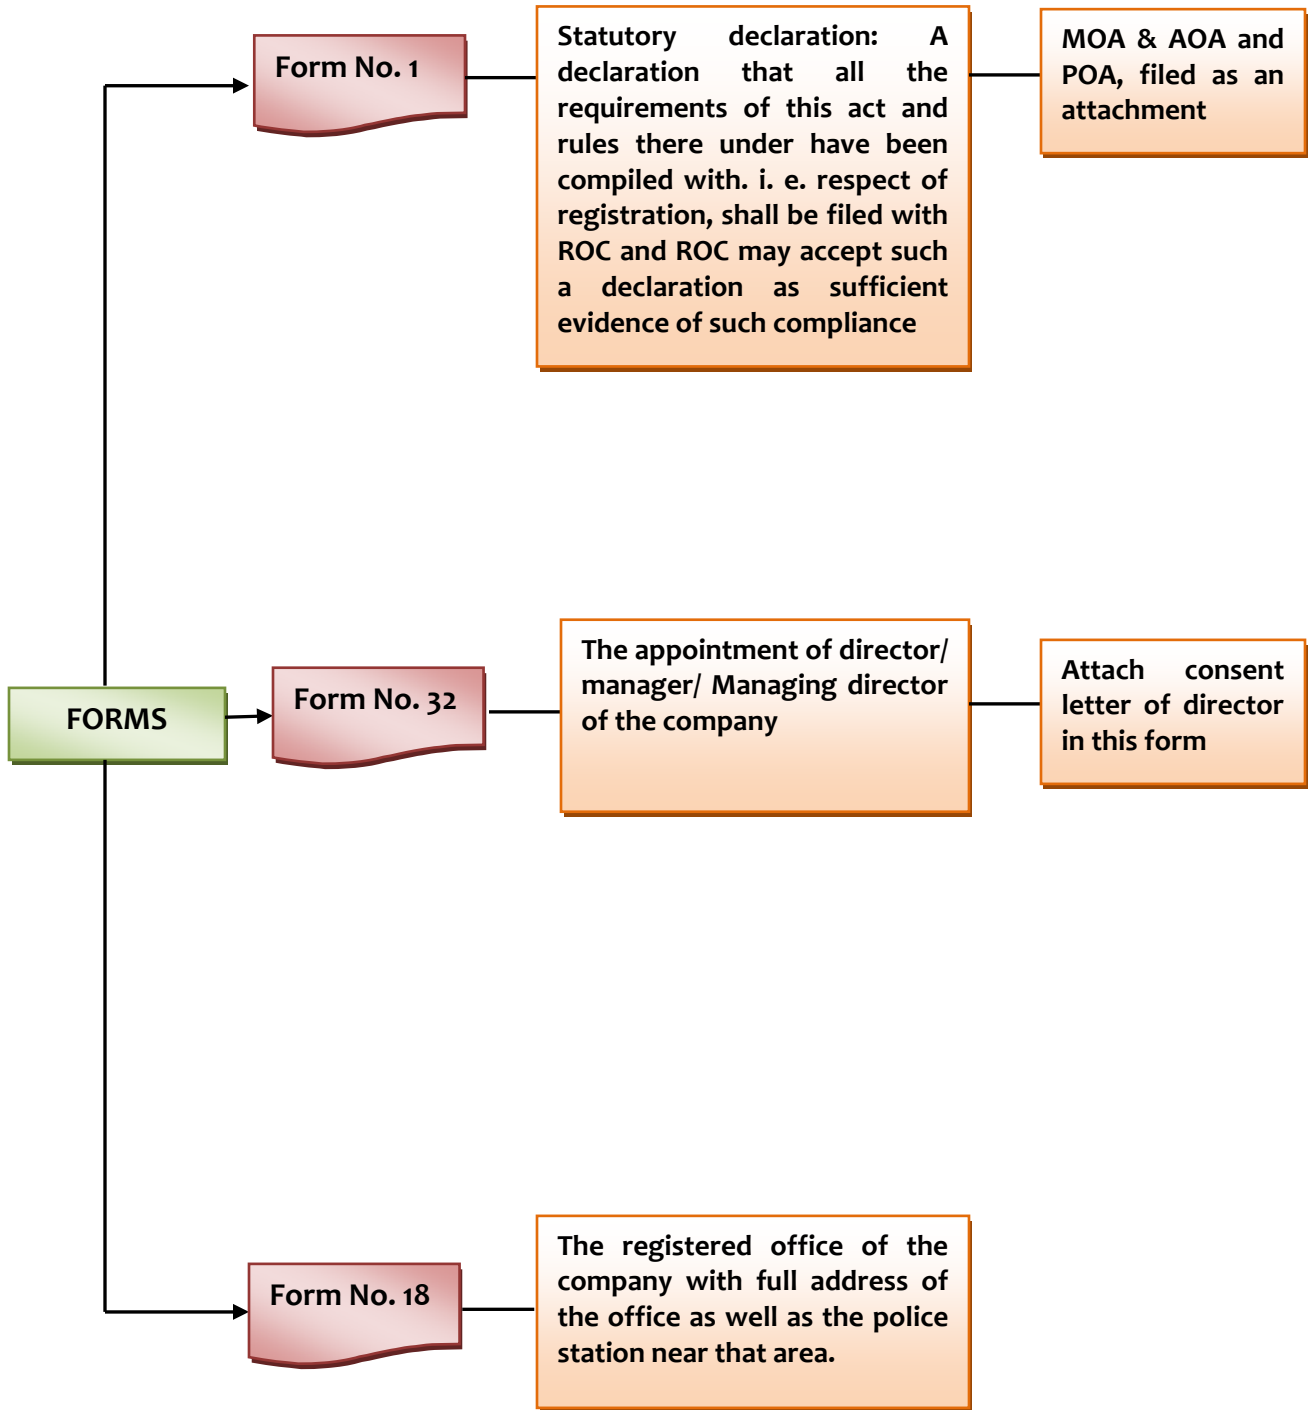 Form No. 1
Statutory declaration: A
declaration that all the
requirements of this act and
rules there under have been
compiled with. i. e. respect of
registration, shall be filed with
ROC and ROC may accept such
a declaration as sufficient
evidence of such compliance
MOA & AOA and
POA, filed as an
attachment
FORMS
Form No. 32
The appointment of director/
manager/ Managing director
of the company
Attach consent
letter of director
in this form
Form No. 18
The registered office of the
company with full address of
the office as well as the police
station near that area.